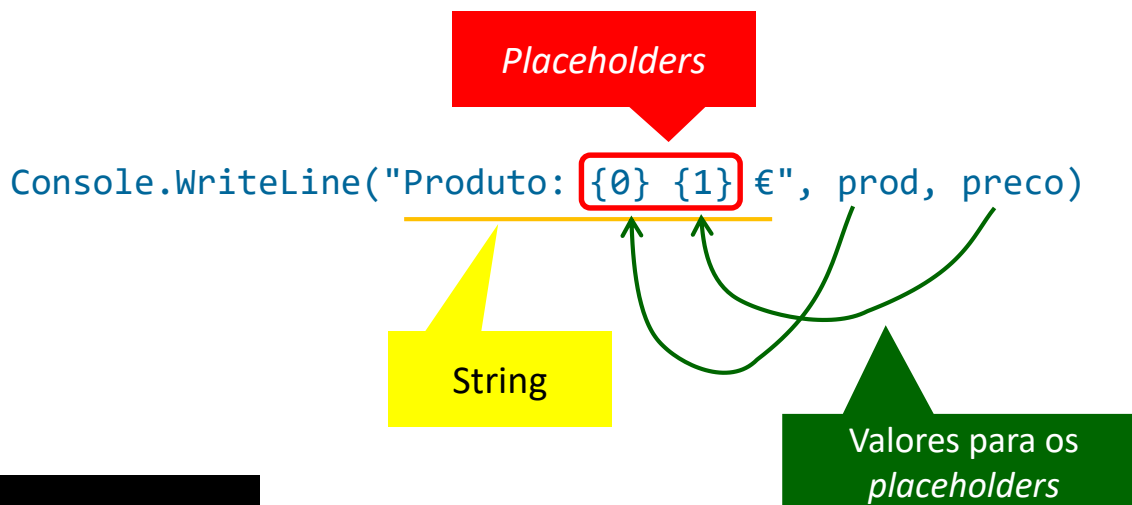 Placeholders
Console.WriteLine("Produto: {0} {1} €", prod, preco)
String
Valores para os
placeholders